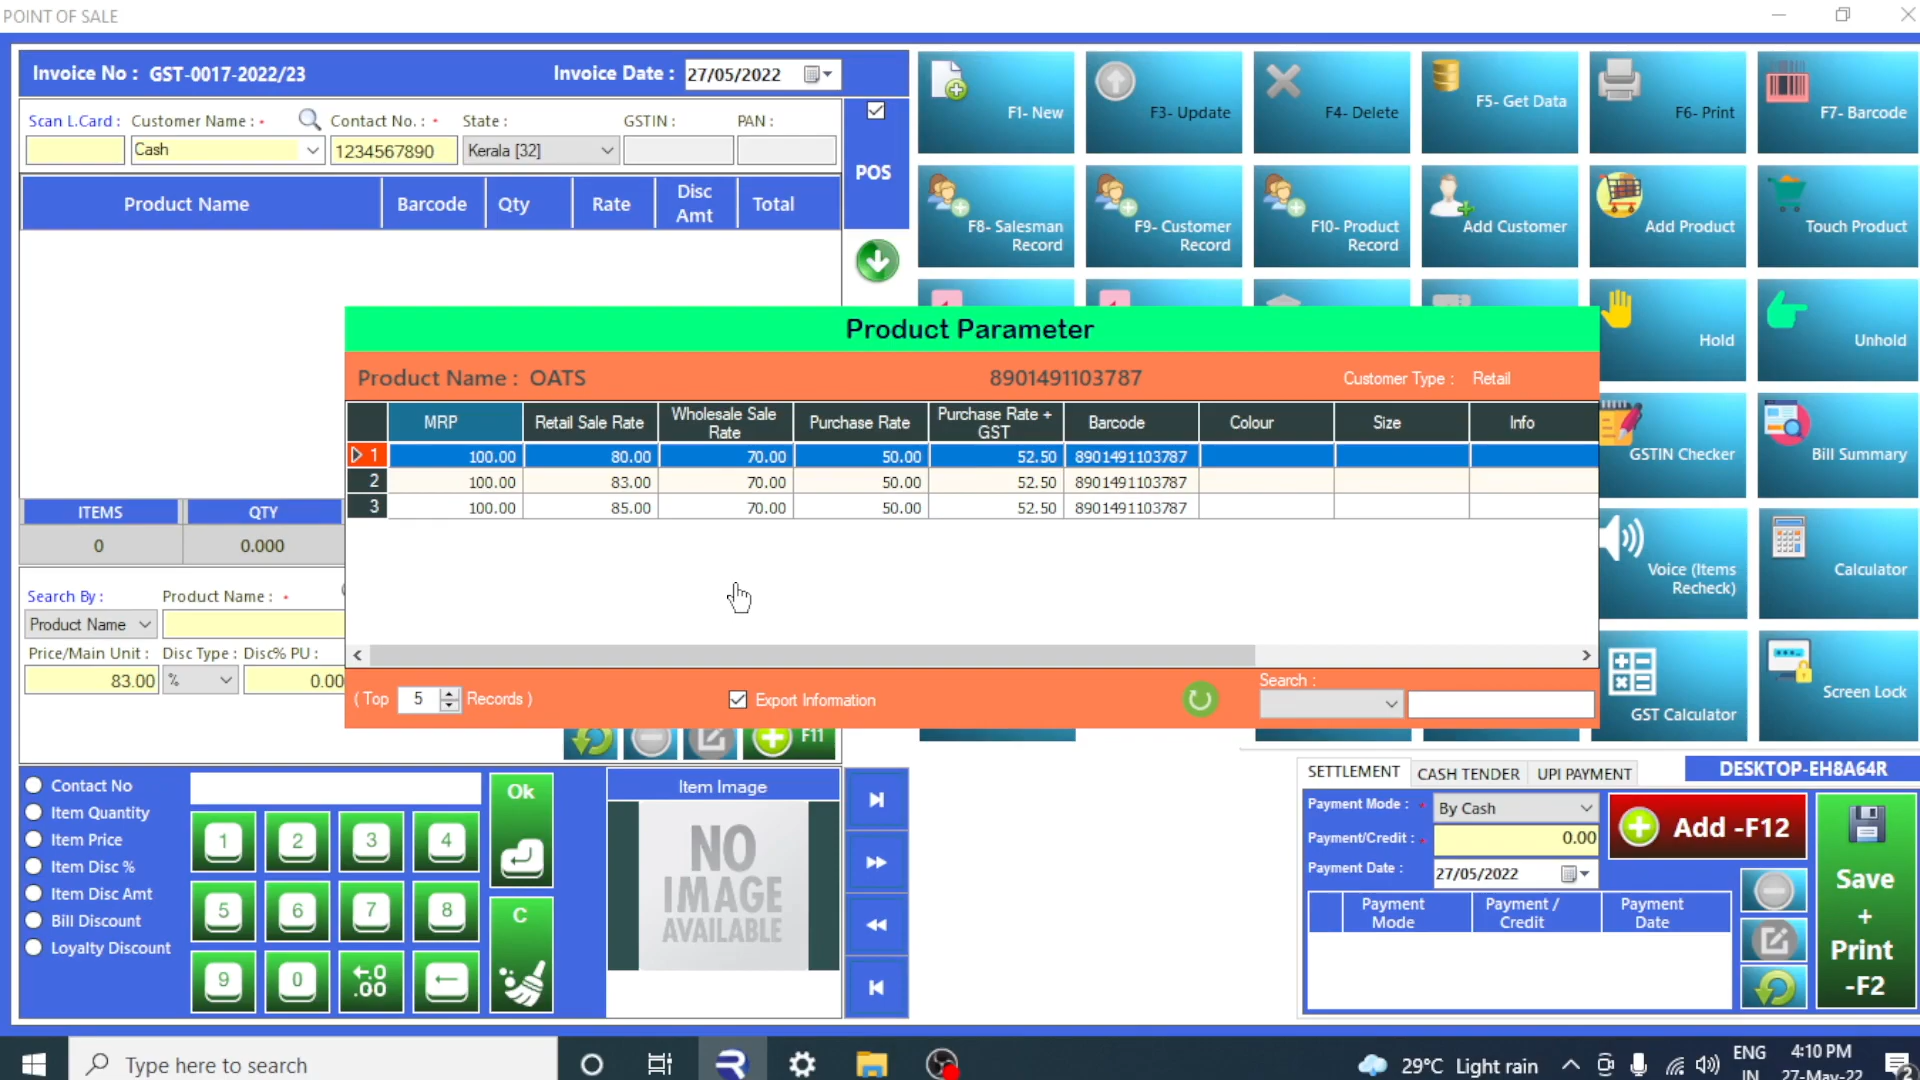 POINT OF SALE
Invoice No : GST-0017-2022/23
Invoice Date : 27/05/2022
Scan L.Card : Customer Name : * Contact No. : * State : GSTIN : PAN :
Cash 1234567890 Kerala [32]
POS
Product Name Barcode Qty Rate Disc Amt Total
F1- New
F3- Update
F4- Delete
F5- Get Data
F6- Print
F7- Barcode
F8- Salesman Record
F9- Customer Record
F10- Product Record
Add Customer
Add Product
Touch Product
Hold
Unhold
GSTIN Checker
Bill Summary
Voice (Items Recheck)
Calculator
GST Calculator
Screen Lock
Product Parameter
Product Name : OATS 8901491103787 Customer Type : Retail
MRP Retail Sale Rate Wholesale Sale Rate Purchase Rate Purchase Rate + GST Barcode Colour Size Info
1 100.00 80.00 70.00 50.00 52.50 8901491103787
2 100.00 83.00 70.00 50.00 52.50 8901491103787
3 100.00 85.00 70.00 50.00 52.50 8901491103787
( Top 5 Records )
Export Information
Search :
ITEMS QTY
0 0.000
Search By : Product Name : *
Product Name
Price/Main Unit : Disc Type : Disc% PU :
83.00 % 0.00
F11
Contact No
Item Quantity
Item Price
Item Disc %
Item Disc Amt
Bill Discount
Loyalty Discount
1 2 3 4
5 6 7 8
9 0 .0 .00
Ok
C
Item Image
NO
IMAGE
AVAILABLE
SETTLEMENT CASH TENDER UPI PAYMENT
DESKTOP-EH8A64R
Payment Mode : * By Cash
Payment/Credit : * 0.00
Payment Date : 27/05/2022
Add -F12
Payment Mode Payment / Credit Payment Date
Save
+
Print
-F2
Type here to search
29°C Light rain
ENG
IN
4:10 PM
27-May-22
2